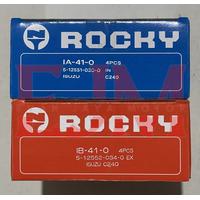 ROCKY
IA-41-0 4PCS
5-12551-030-0 IN
ISUZU C240
ROCKY
IB-41-0 4PCS
5-12552-034-0 EX
ISUZU C240